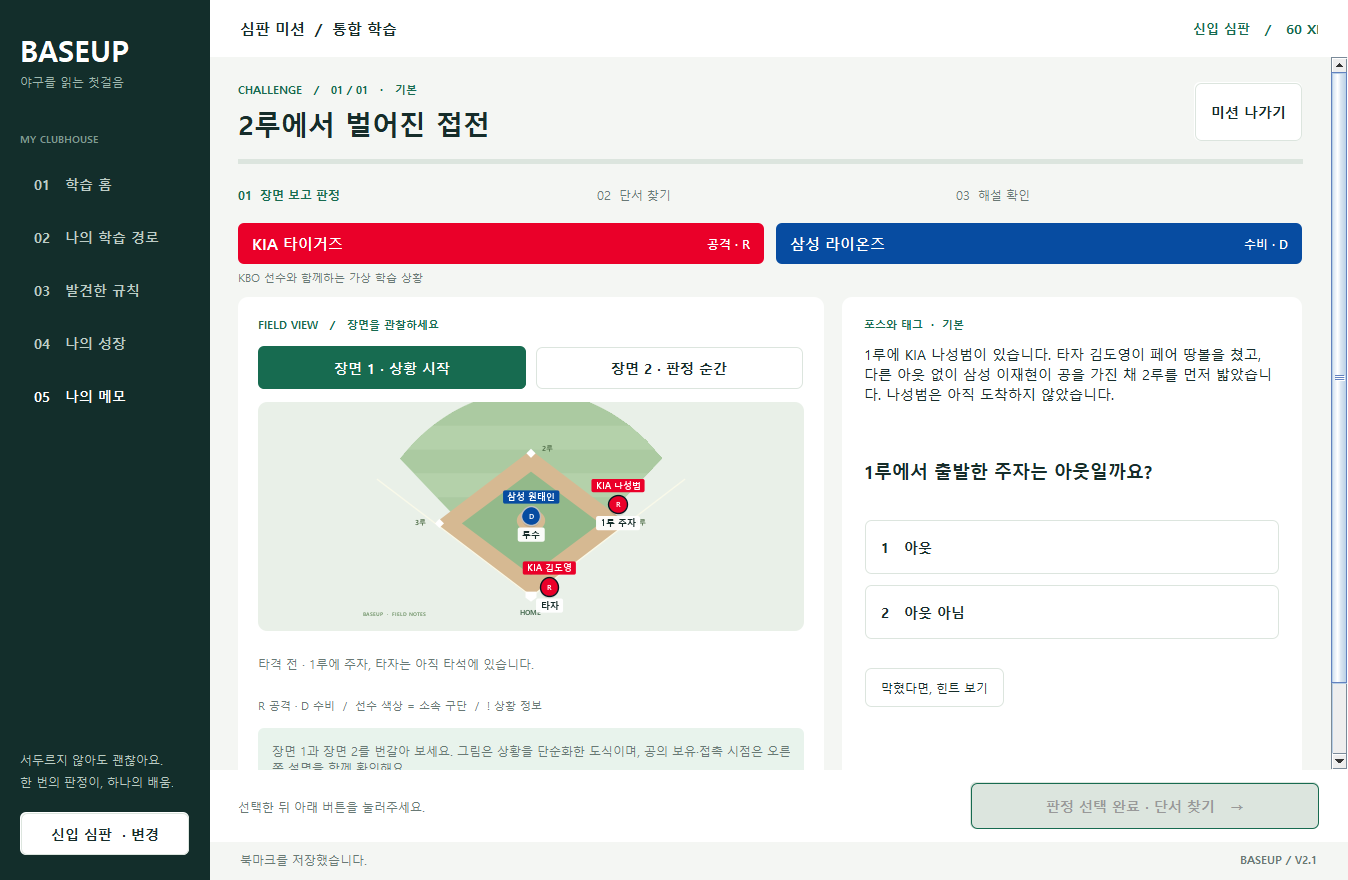 BASEUP
야구를 읽는 첫걸음
MY CLUBHOUSE
01 학습 홈
02 나의 학습 경로
03 발견한 규칙
04 나의 성장
05 나의 메모
서두르지 않아도 괜찮아요.
한 번의 판정이, 하나의 배움.
신입 심판 · 변경
심판 미션 / 통합 학습
신입 심판 / 60
CHALLENGE / 01 / 01 · 기본
2루에서 벌어진 접전
미션 나가기
01 장면 보고 판정
02 단서 찾기
03 해설 확인
KIA 타이거즈
공격 · R
삼성 라이온즈
수비 · D
KBO 선수와 함께하는 가상 학습 상황
FIELD VIEW / 장면을 관찰하세요
장면 1 · 상황 시작
장면 2 · 판정 순간
2루
KIA 나성범
R
1루 주자
루
삼성 원태인
D
투수
3루
KIA 김도영
R
타자
HOME
BASEUP · FIELD NOTES
타격 전 · 1루에 주자, 타자는 아직 타석에 있습니다.
R 공격 · D 수비 / 선수 색상 = 소속 구단 / ! 상황 정보
장면 1과 장면 2를 번갈아 보세요. 그림은 상황을 단순화한 도식이며, 공의 보유·접촉 시점은 오른
쪽 설명을 함께 확인해요
포스와 태그 · 기본
1루에 KIA 나성범이 있습니다. 타자 김도영이 페어 땅볼을 쳤고,
다른 아웃 없이 삼성 이재현이 공을 가진 채 2루를 먼저 밟았습니
다. 나성범은 아직 도착하지 않았습니다.
1루에서 출발한 주자는 아웃일까요?
1 아웃
2 아웃 아님
막혔다면, 힌트 보기
선택한 뒤 아래 버튼을 눌러주세요.
판정 선택 완료 · 단서 찾기 →
북마크를 저장했습니다.
BASEUP / V2.1